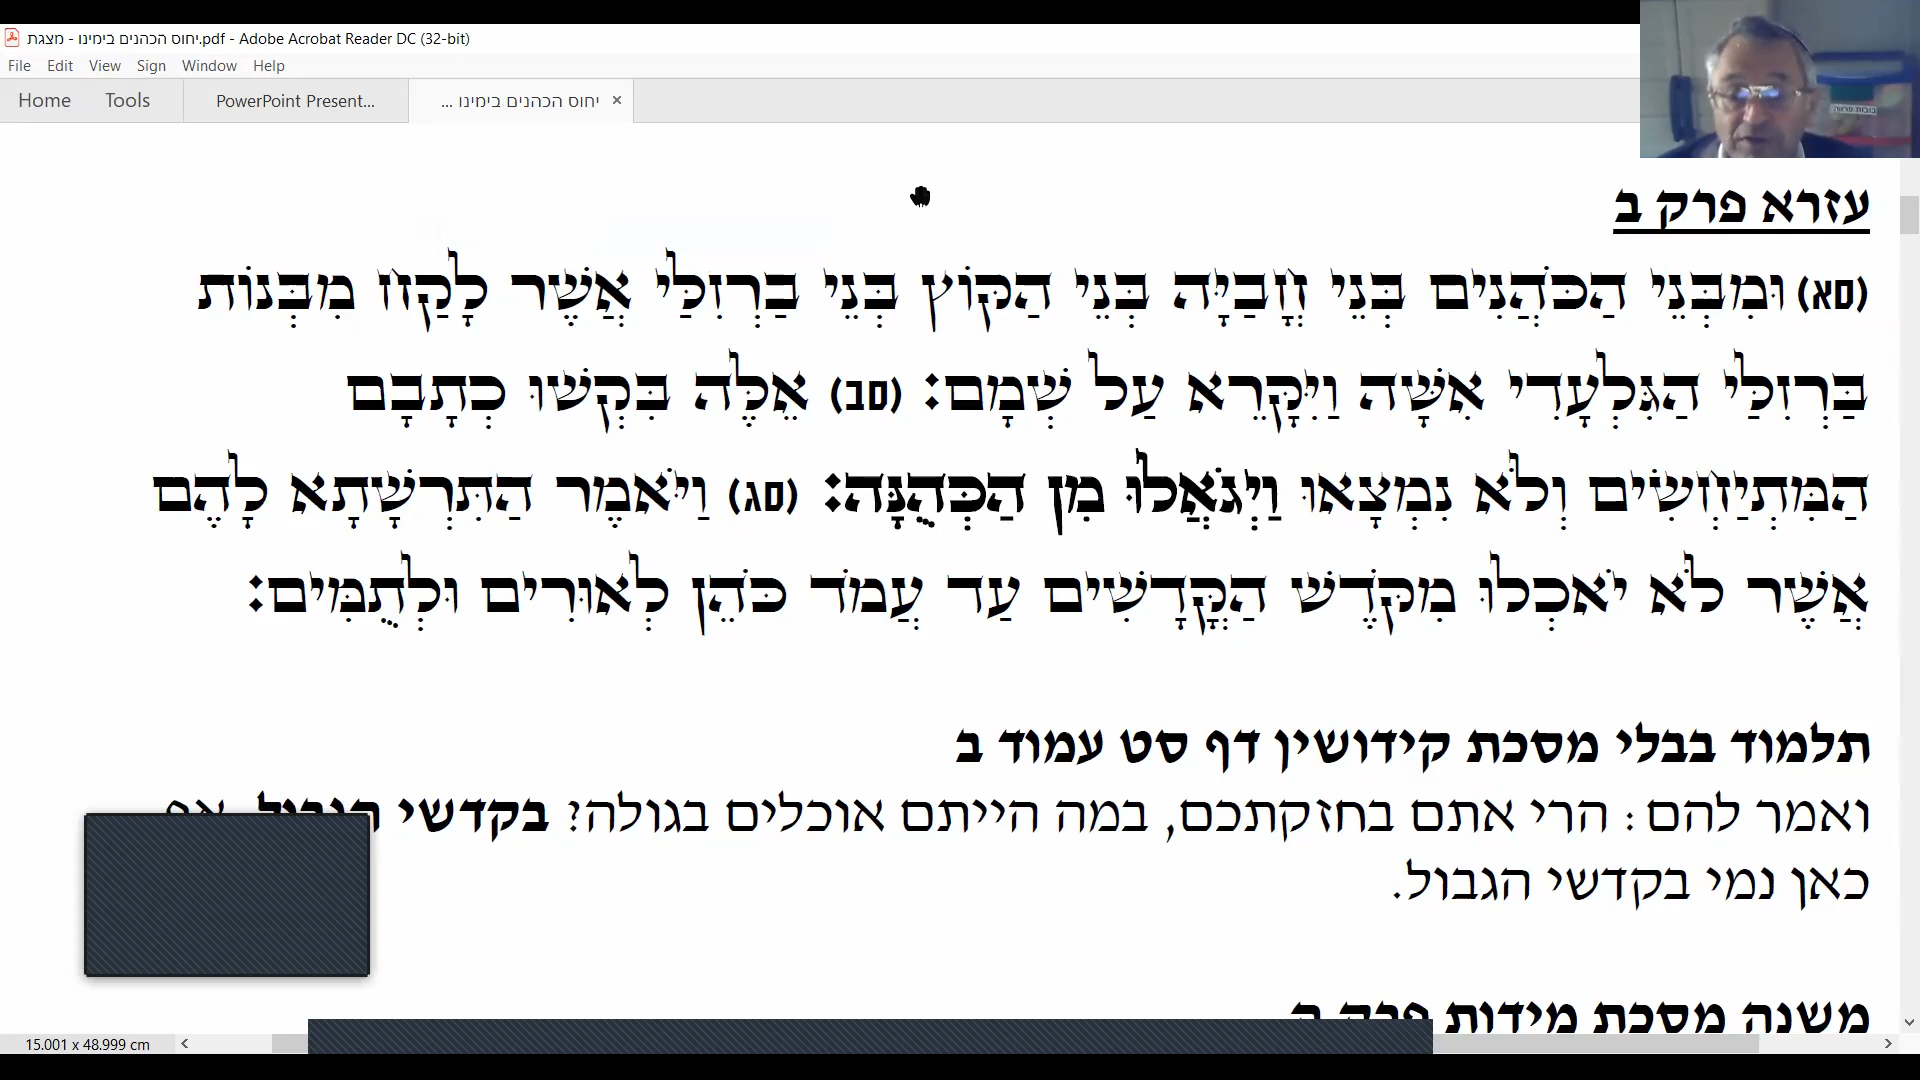 יחוס הכהנים בימינו - מצגת.pdf - Adobe Acrobat Reader DC (32-bit)
File Edit View Sign Window Help
Home Tools PowerPoint Present... יחוס הכהנים בימינו ... ×
עזרא פרק ב
(סא) וּמִבְּנֵי הַכֹּהֲנִים בְּנֵי חֳבַיָּה בְּנֵי הַקּוֹץ בְּנֵי בַרְזִלַּי אֲשֶׁר לָקַח מִבְּנוֹת
בַּרְזִלַּי הַגִּלְעָדִי אִשָּׁה וַיִּקָּרֵא עַל שְׁמָם: (סב) אֵלֶּה בִּקְשׁוּ כְתָבָם
הַמִּתְיַחְשִׂים וְלֹא נִמְצָאוּ וַיְגֹאֲלוּ מִן הַכְּהֻנָּה: (סג) וַיֹּאמֶר הַתִּרְשָׁתָא לָהֶם
אֲשֶׁר לֹא יֹאכְלוּ מִקֹּדֶשׁ הַקֳּדָשִׁים עַד עֲמֹד כֹּהֵן לְאוּרִים וּלְתֻמִּים:
תלמוד בבלי מסכת קידושין דף סט עמוד ב
ואמר להם: הרי אתם בחזקתכם, במה הייתם אוכלים בגולה? בקדשי
כאן נמי בקדשי הגבול.
משנה מסכת מידות פרק
15.001 x 48.999 cm